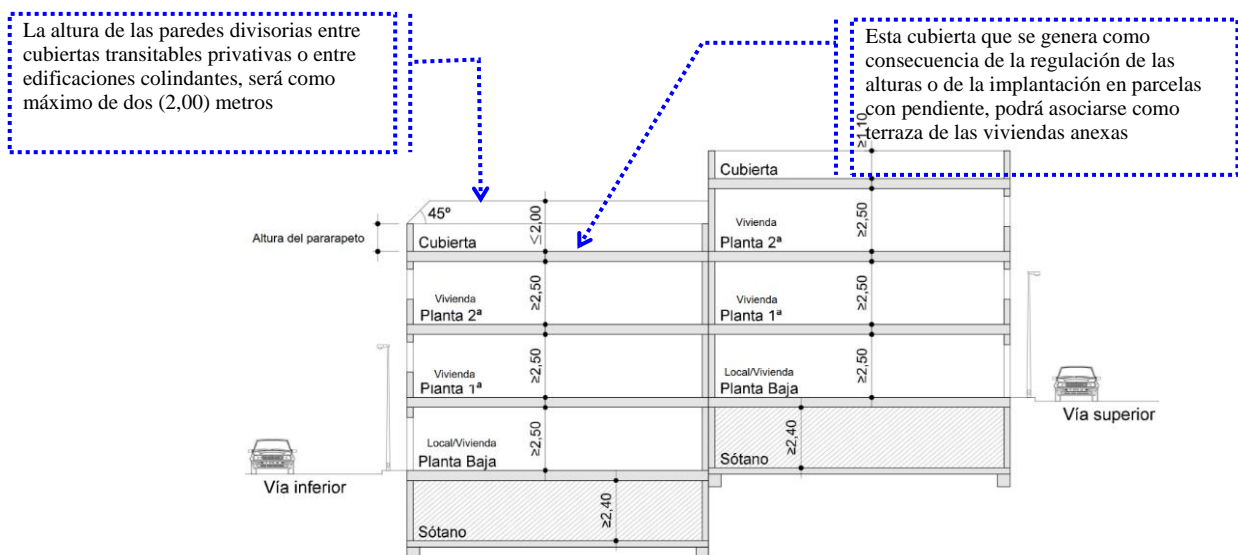 La altura de las paredes divisorias entre
cubiertas transitables privativas o entre
edificaciones colindantes, será como
máximo de dos (2,00) metros
Esta cubierta que se genera como
consecuencia de la regulación de las
alturas o de la implantación en parcelas
con pendiente, podrá asociarse como
terraza de las viviendas anexas
≥1,10
Cubierta
45º
≤2,00
Altura del pararapeto
Cubierta
Vivienda
Planta 2ª
≥2,50
Vivienda
Planta 2ª
≥2,50
Vivienda
Planta 1ª
≥2,50
Vivienda
Planta 1ª
≥2,50
Local/Vivienda
Planta Baja
≥2,50
Vía superior
Local/Vivienda
Planta Baja
≥2,50
Sótano
≥2,40
Vía inferior
Sótano
≥2,40